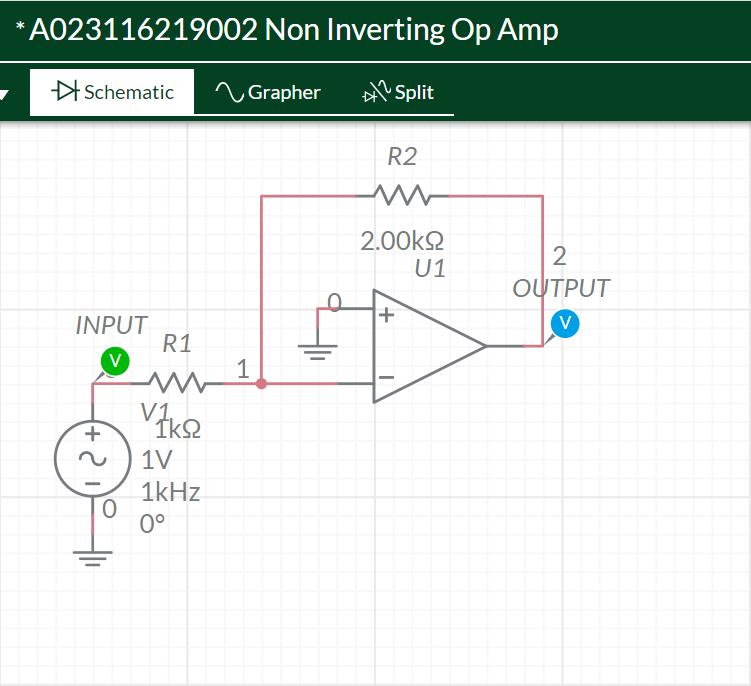 *A023116219002 Non Inverting Op Amp
Schematic Grapher Split
R2
2.00kΩ
U1
2
OUTPUT
V
0
+
−
INPUT
V
R1
1
V1
1kΩ
+
−
1V
1kHz
0
0°